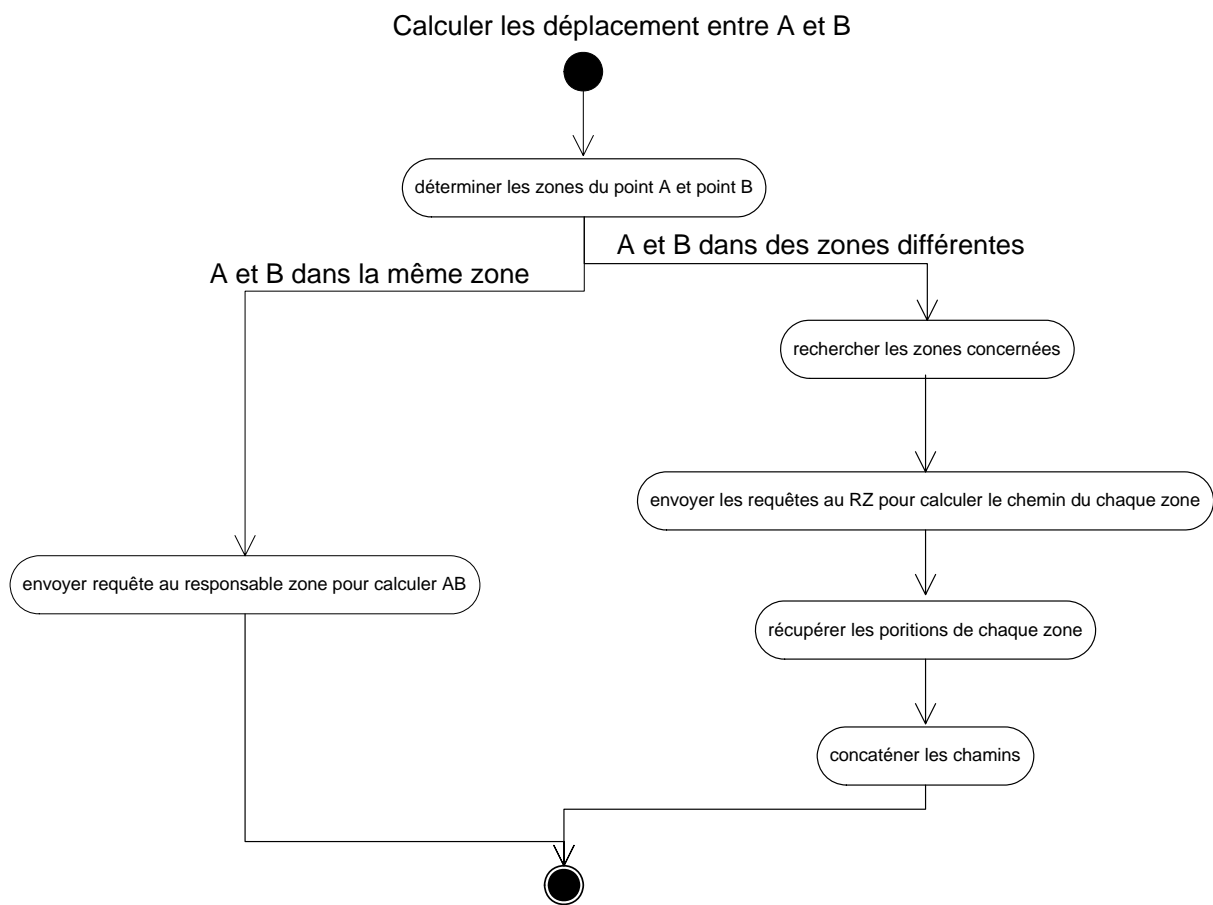 Calculer les déplacement entre A et B
déterminer les zones du point A et point B
A et B dans des zones différentes
A et B dans la même zone
rechercher les zones concernées
envoyer les requêtes au RZ pour calculer le chemin du chaque zone
envoyer requête au responsable zone pour calculer AB
récupérer les poritions de chaque zone
concaténer les chamins